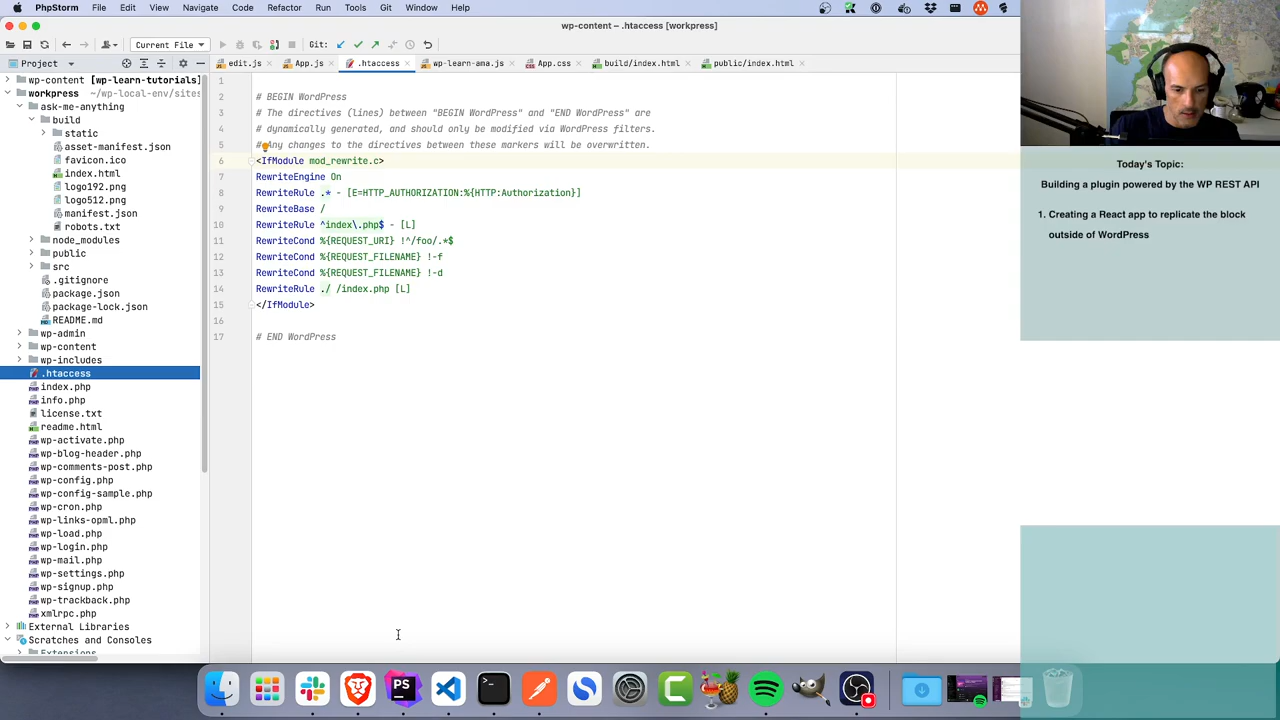 PhpStorm File Edit View Navigate Code Refactor Run Tools Git Window Help
wp-content – .htaccess [workpress]
Current File
Git:
Project
edit.js
App.js
.htaccess
wp-learn-ama.js
App.css
build/index.html
public/index.html
wp-content [wp-learn-tutorials]
workpress ~/wp-local-env/sites
ask-me-anything
build
static
asset-manifest.json
favicon.ico
index.html
logo192.png
logo512.png
manifest.json
robots.txt
node_modules
public
src
.gitignore
package.json
package-lock.json
README.md
wp-admin
wp-content
wp-includes
.htaccess
index.php
info.php
license.txt
readme.html
wp-activate.php
wp-blog-header.php
wp-comments-post.php
wp-config.php
wp-config-sample.php
wp-cron.php
wp-links-opml.php
wp-load.php
wp-login.php
wp-mail.php
wp-settings.php
wp-signup.php
wp-trackback.php
xmlrpc.php
External Libraries
Scratches and Consoles
Extensions
1
2 # BEGIN WordPress
3 # The directives (lines) between "BEGIN WordPress" and "END WordPress" are
4 # dynamically generated, and should only be modified via WordPress filters.
5 # Any changes to the directives between these markers will be overwritten.
6 <IfModule mod_rewrite.c>
7 RewriteEngine On
8 RewriteRule .* - [E=HTTP_AUTHORIZATION:%{HTTP:Authorization}]
9 RewriteBase /
10 RewriteRule ^index\.php$ - [L]
11 RewriteCond %{REQUEST_URI} !^/foo/.*$
12 RewriteCond %{REQUEST_FILENAME} !-f
13 RewriteCond %{REQUEST_FILENAME} !-d
14 RewriteRule ./ /index.php [L]
15 </IfModule>
16
17 # END WordPress
Today's Topic:
Building a plugin powered by the WP REST API
1. Creating a React app to replicate the block
outside of WordPress
PS
>_